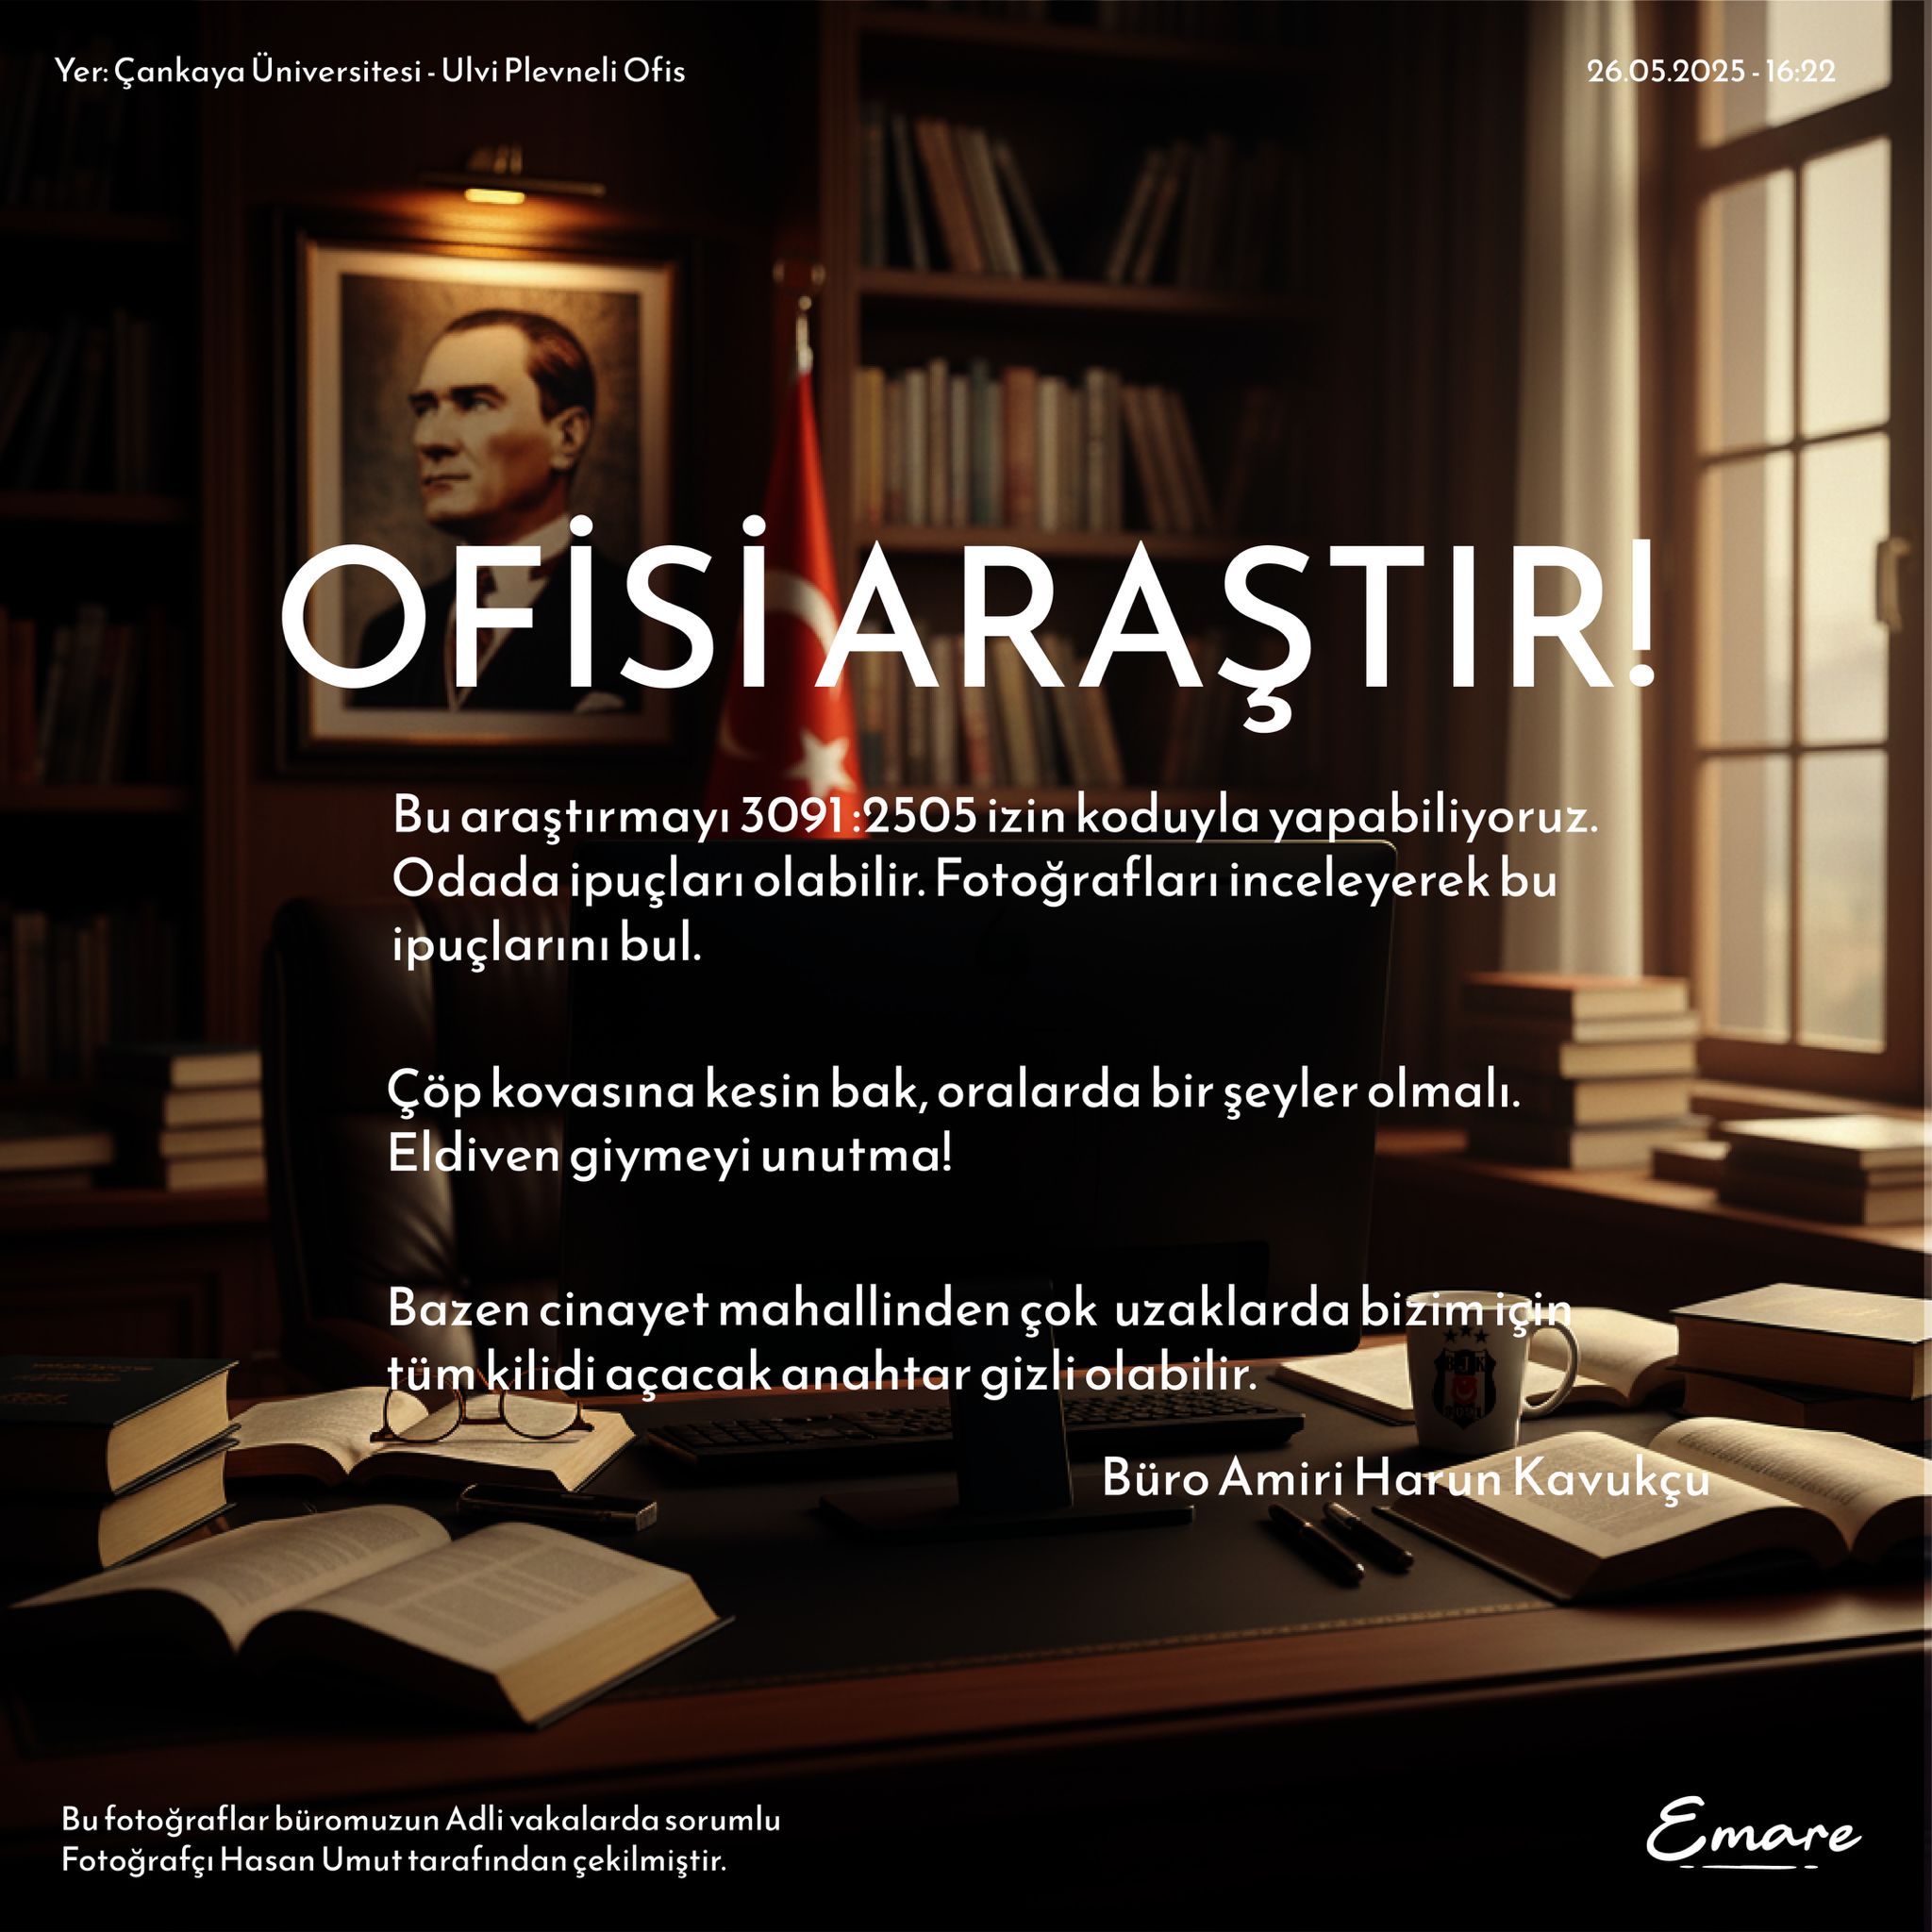 Yer: Çankaya Üniversitesi - Ulvi Plevneli Ofis
26.05.2025 - 16:22
OFİSİ ARAŞTIR!
Bu araştırmayı 3091:2505 izin koduyla yapabiliyoruz.
Odada ipuçları olabilir. Fotoğrafları inceleyerek bu
ipuçlarını bul.
Çöp kovasına kesin bak, oralarda bir şeyler olmalı.
Eldiven giymeyi unutma!
Bazen cinayet mahallinden çok uzaklarda bizim için
tüm kilidi açacak anahtar gizli olabilir.
BJK
Büro Amiri Harun Kavukçu
Bu fotoğraflar büromuzun Adli vakalarda sorumlu
Fotoğrafçı Hasan Umut tarafından çekilmiştir.
Emare